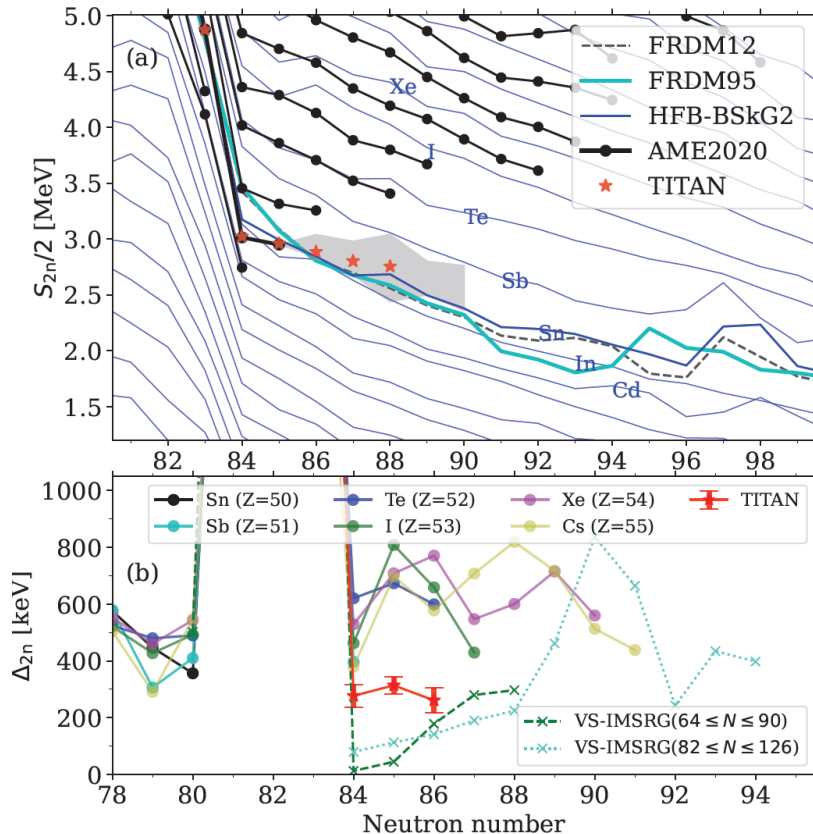 5.0
4.5
4.0
3.5
3.0
2.5
2.0
1.5
S2n/2 [MeV]
(a)
FRDM12
FRDM95
HFB-BSkG2
AME2020
TITAN
Xe
I
Te
Sb
Sn
In
Cd
82 84 86 88 90 92 94 96 98
1000
800
600
400
200
0
Δ2n [keV]
(b)
Sn (Z=50) Te (Z=52) Xe (Z=54) TITAN
Sb (Z=51) I (Z=53) Cs (Z=55)
VS-IMSRG(64 ≤ N ≤ 90)
VS-IMSRG(82 ≤ N ≤ 126)
78 80 82 84 86 88 90 92 94
Neutron number